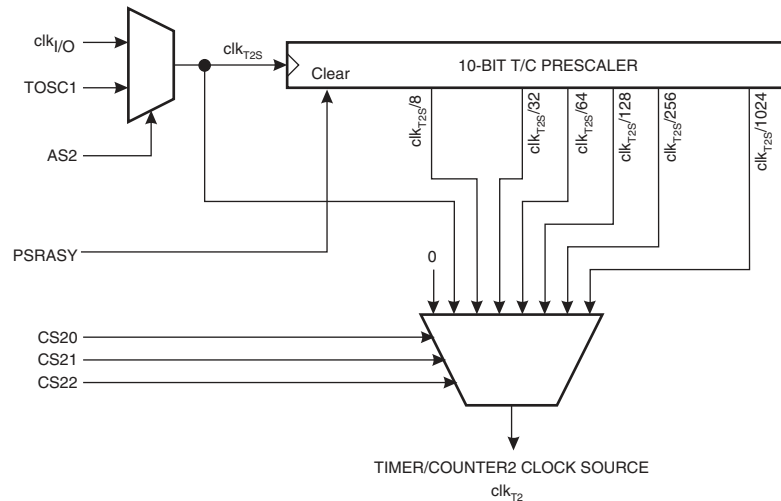 clkI/O
clkT2S
10-BIT T/C PRESCALER
TOSC1
Clear
clkT2S/8
clkT2S/32
clkT2S/64
clkT2S/128
clkT2S/256
clkT2S/1024
AS2
PSRASY
0
CS20
CS21
CS22
TIMER/COUNTER2 CLOCK SOURCE
clkT2